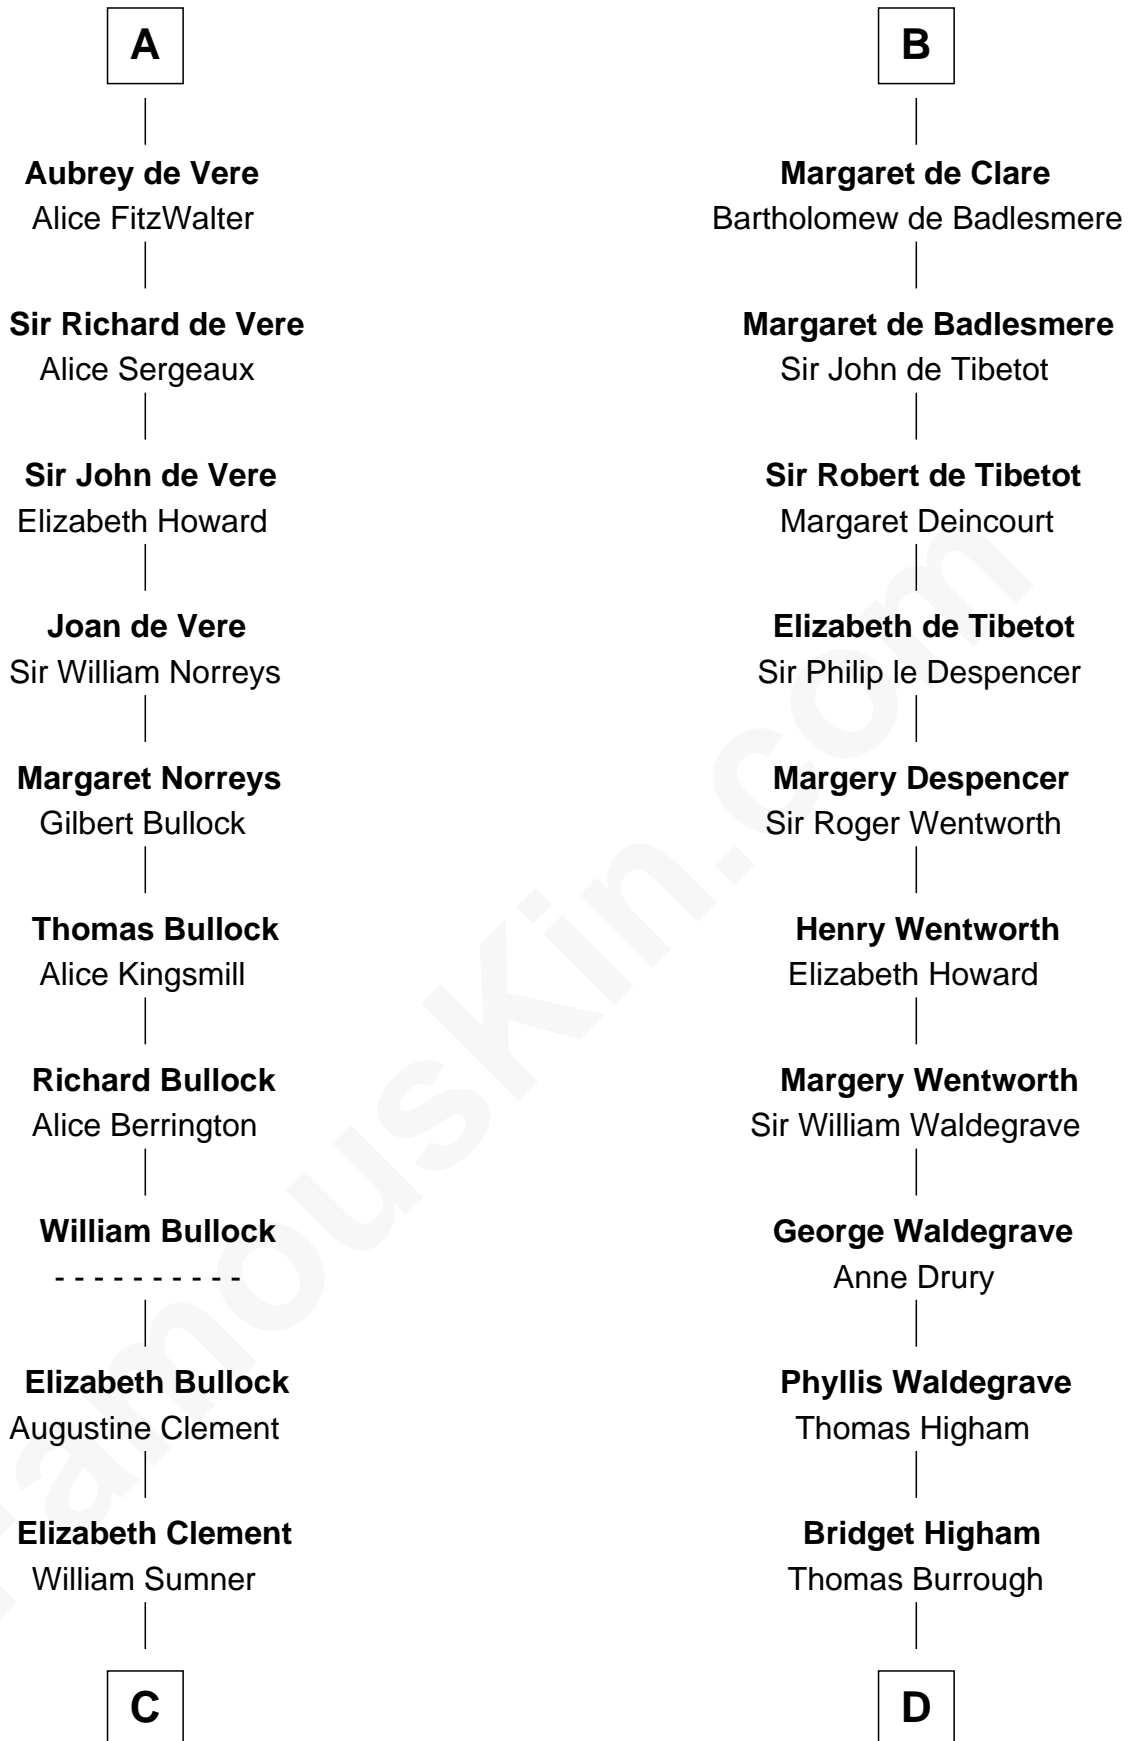 A
Aubrey de Vere
Alice FitzWalter
Sir Richard de Vere
Alice Sergeaux
Sir John de Vere
Elizabeth Howard
Joan de Vere
Sir William Norreys
Margaret Norreys
Gilbert Bullock
Thomas Bullock
Alice Kingsmill
Richard Bullock
Alice Berrington
William Bullock
- - - - - - - - - -
Elizabeth Bullock
Augustine Clement
Elizabeth Clement
William Sumner
C
B
Margaret de Clare
Bartholomew de Badlesmere
Margaret de Badlesmere
Sir John de Tibetot
Sir Robert de Tibetot
Margaret Deincourt
Elizabeth de Tibetot
Sir Philip le Despencer
Margery Despencer
Sir Roger Wentworth
Henry Wentworth
Elizabeth Howard
Margery Wentworth
Sir William Waldegrave
George Waldegrave
Anne Drury
Phyllis Waldegrave
Thomas Higham
Bridget Higham
Thomas Burrough
D
FamousKin.com